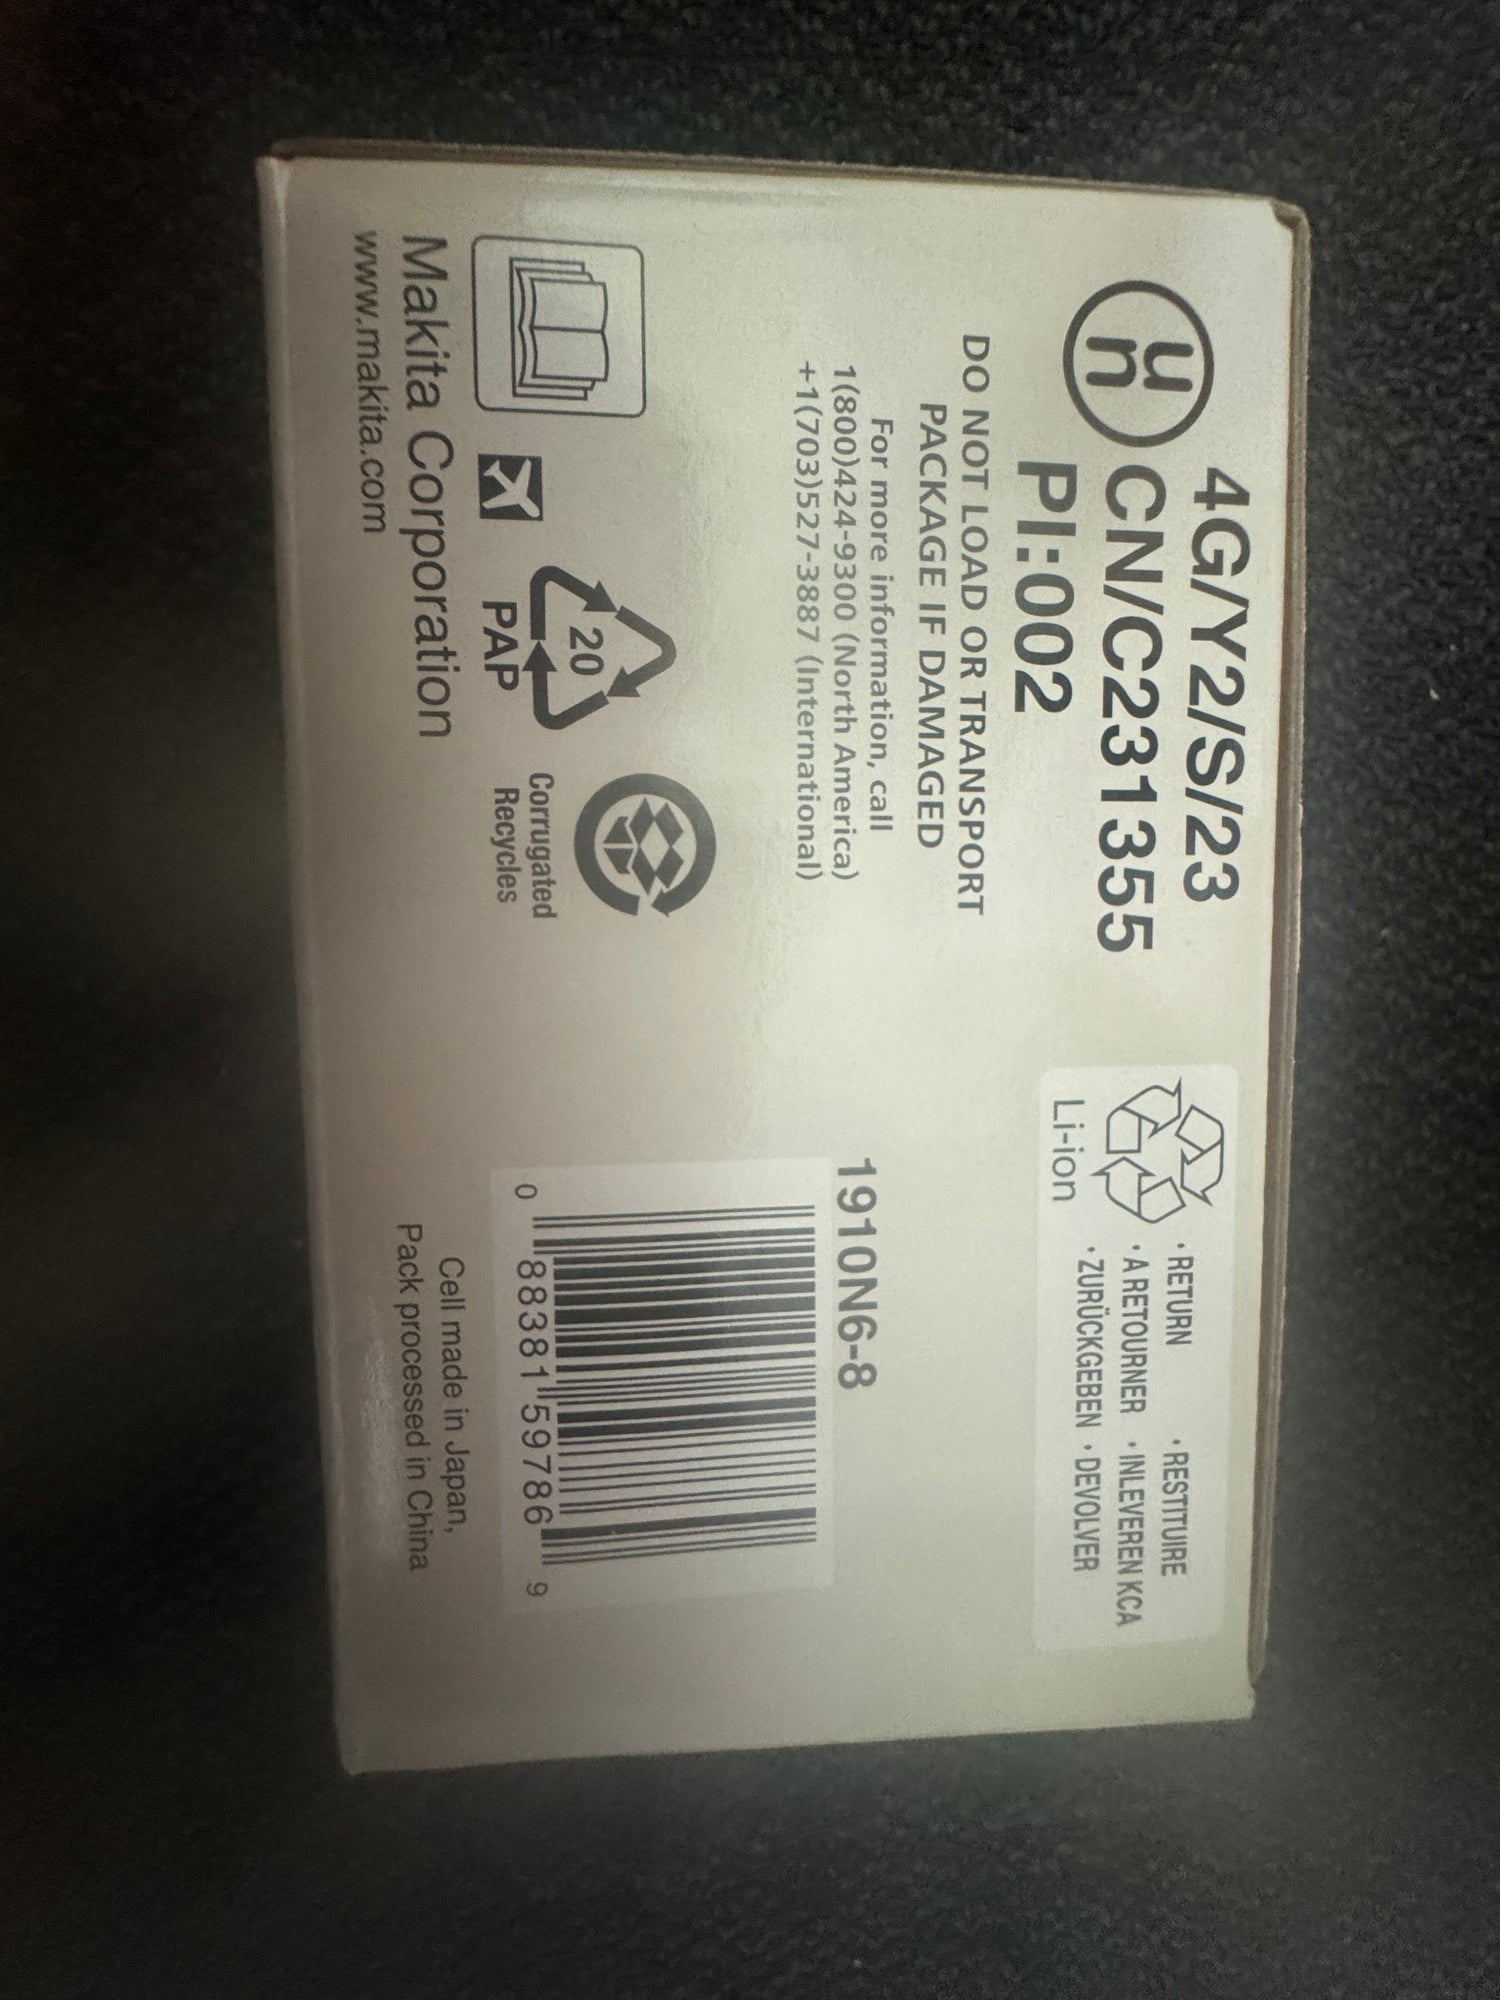 un
4G/Y2/S/23
CN/C231355
PI:002
DO NOT LOAD OR TRANSPORT
PACKAGE IF DAMAGED
For more information, call
1(800)424-9300 (North America)
+1(703)527-3887 (International)
20
PAP
Corrugated
Recycles
Makita Corporation
www.makita.com
Li-ion
・RETURN ・RESTITUIRE
・A RETOURNER ・INLEVEREN KCA
・ZURÜCKGEBEN ・DEVOLVER
1910N6-8
0 88381 59786 9
Cell made in Japan,
Pack processed in China